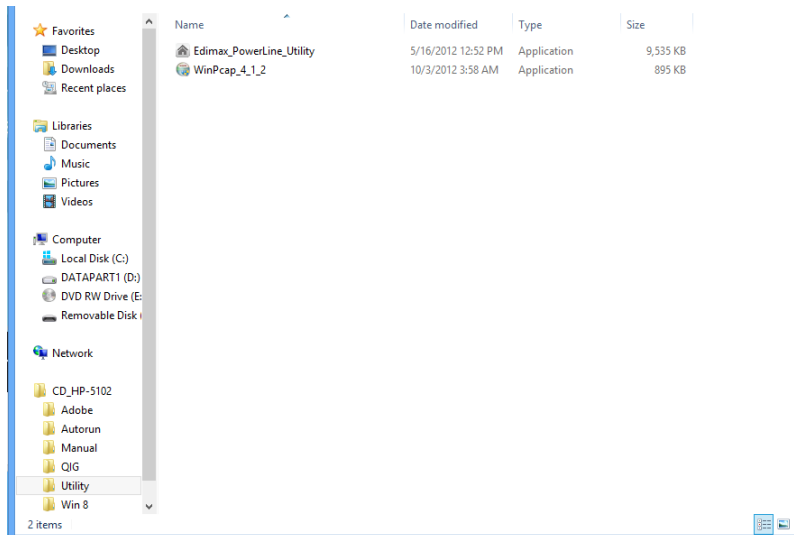 Favorites
Desktop
Downloads
Recent places
Libraries
Documents
Music
Pictures
Videos
Computer
Local Disk (C:)
DATAPART1 (D:)
DVD RW Drive (E:
Removable Disk (
Network
CD_HP-5102
Adobe
Autorun
Manual
QIG
Utility
Win 8
Name Date modified Type Size
Edimax_PowerLine_Utility 5/16/2012 12:52 PM Application 9,535 KB
WinPcap_4_1_2 10/3/2012 3:58 AM Application 895 KB
2 items